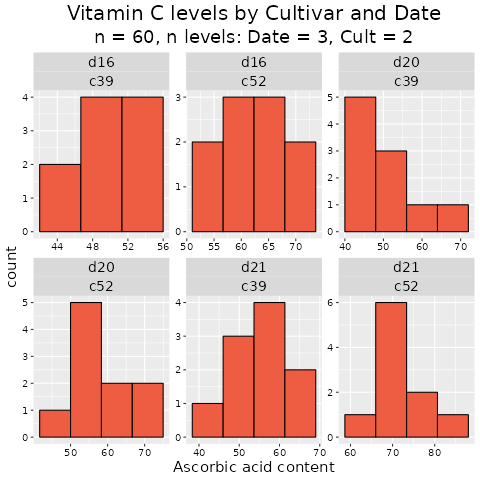 Vitamin C levels by Cultivar and Date
n = 60, n levels: Date = 3, Cult = 2
d16
c39
d16
c52
d20
c39
4
3
2
1
0
44 48 52 56
3
2
1
0
50 55 60 65 70
5
4
3
2
1
0
40 50 60 70
count
d20
c52
d21
c39
d21
c52
5
4
3
2
1
0
50 60 70
4
3
2
1
0
40 50 60 70
6
4
2
0
60 70 80
Ascorbic acid content